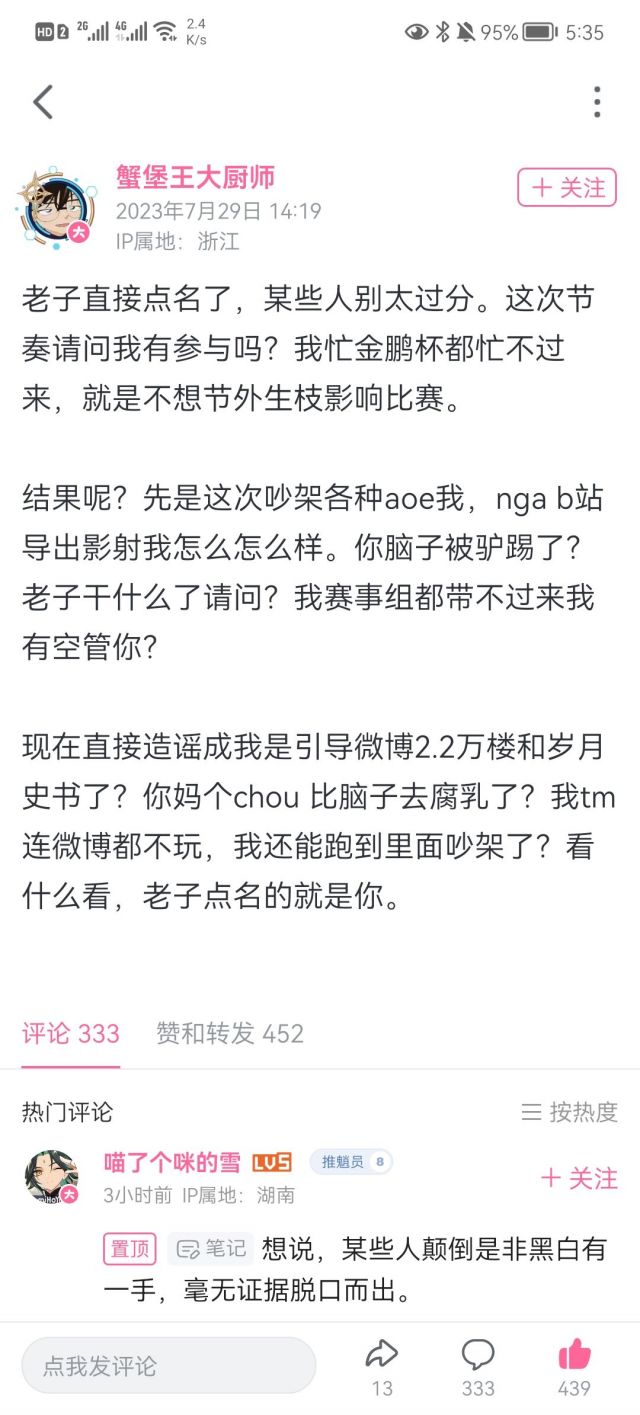 HD 2 2G 4G 2.4 K/s 95% 5:35
蟹堡王大厨师
+ 关注
2023年7月29日 14:19
大
IP属地：浙江
老子直接点名了，某些人别太过分。这次节
奏请问我有参与吗？我忙金鹏杯都忙不过
来，就是不想节外生枝影响比赛。
结果呢？先是这次吵架各种aoe我，nga b站
导出影射我怎么怎么样。你脑子被驴踢了？
老子干什么了请问？我赛事组都带不过来我
有空管你？
现在直接造谣成我是引导微博2.2万楼和岁月
史书了？你妈个chou 比脑子去腐乳了？我tm
连微博都不玩，我还能跑到里面吵架了？看
什么看，老子点名的就是你。
评论 333 赞和转发 452
热门评论 按热度
喵了个咪的雪 LV5 推魈员 8
+ 关注
大
3小时前 IP属地：湖南
置顶 笔记 想说，某些人颠倒是非黑白有
一手，毫无证据脱口而出。
点我发评论
13 333 439